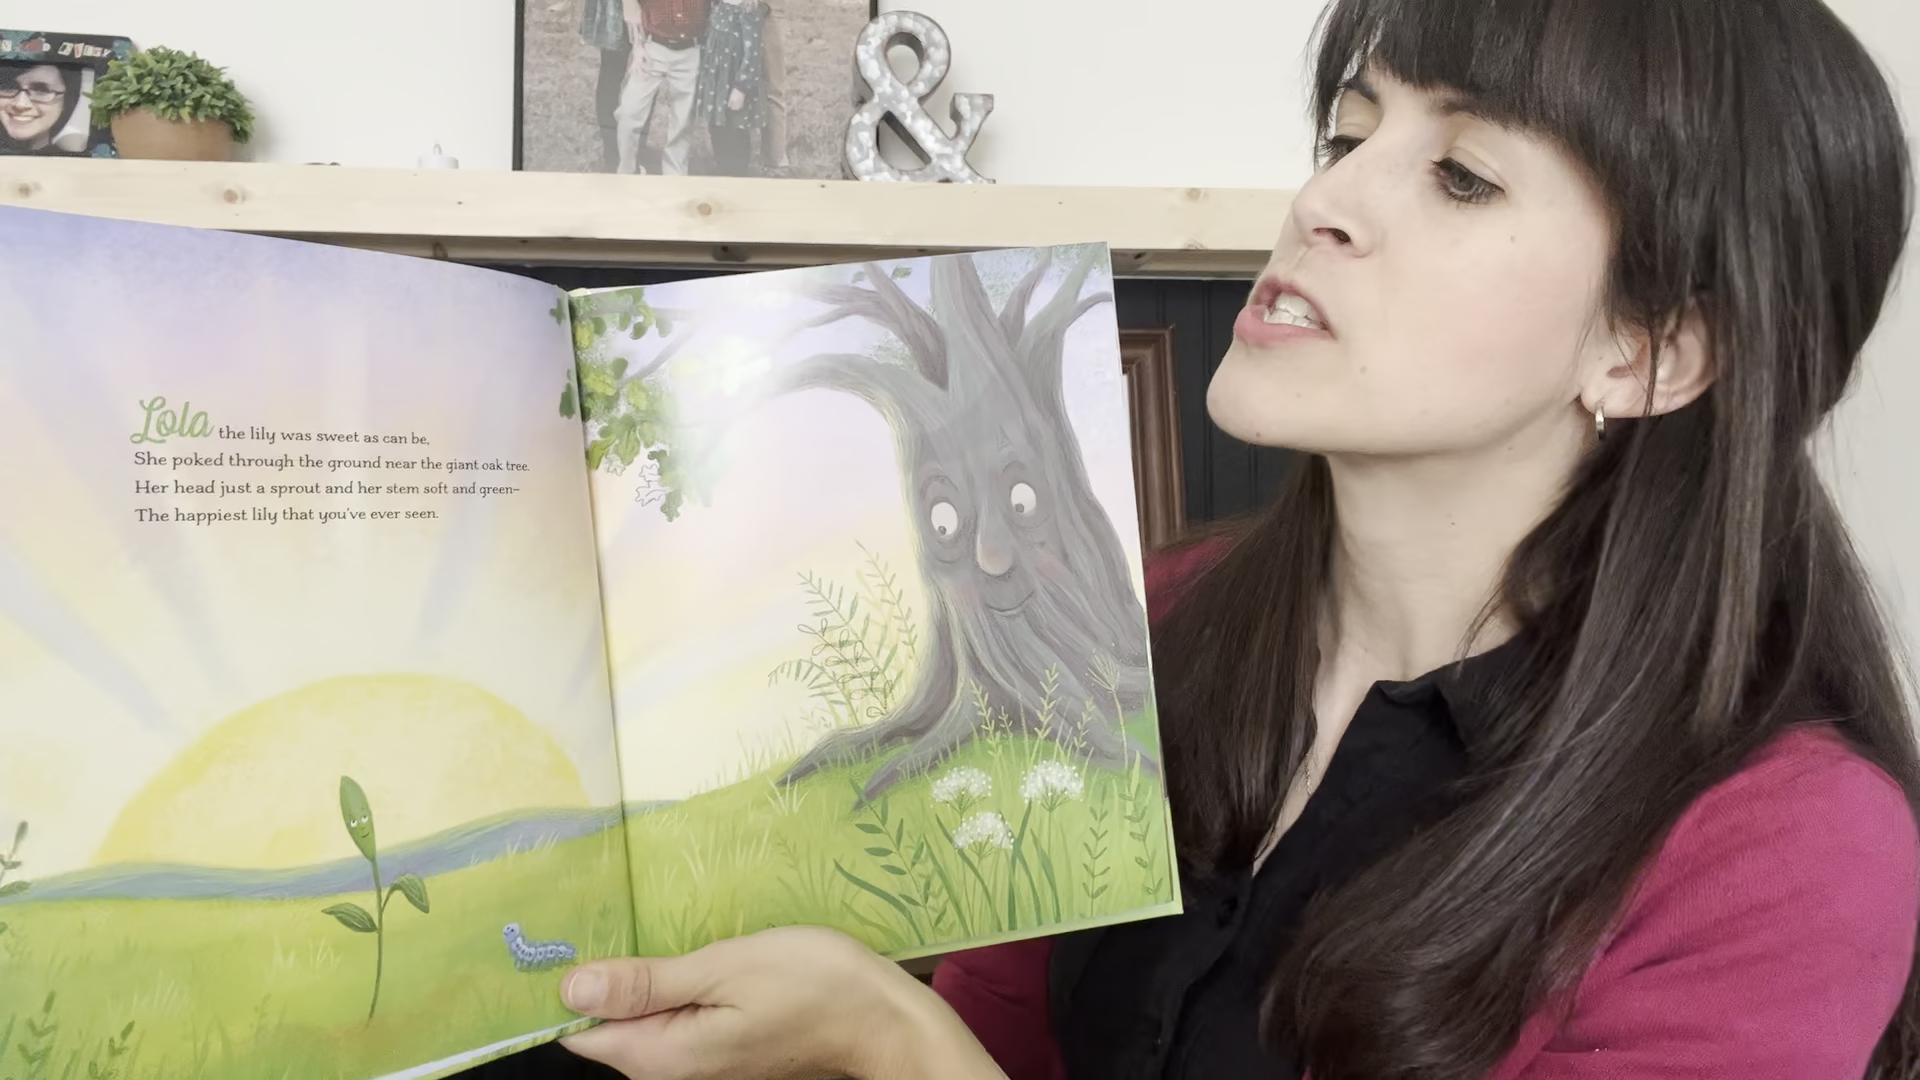 &
Lola the lily was sweet as can be,
She poked through the ground near the giant oak tree.
Her head just a sprout and her stem soft and green–
The happiest lily that you've ever seen.